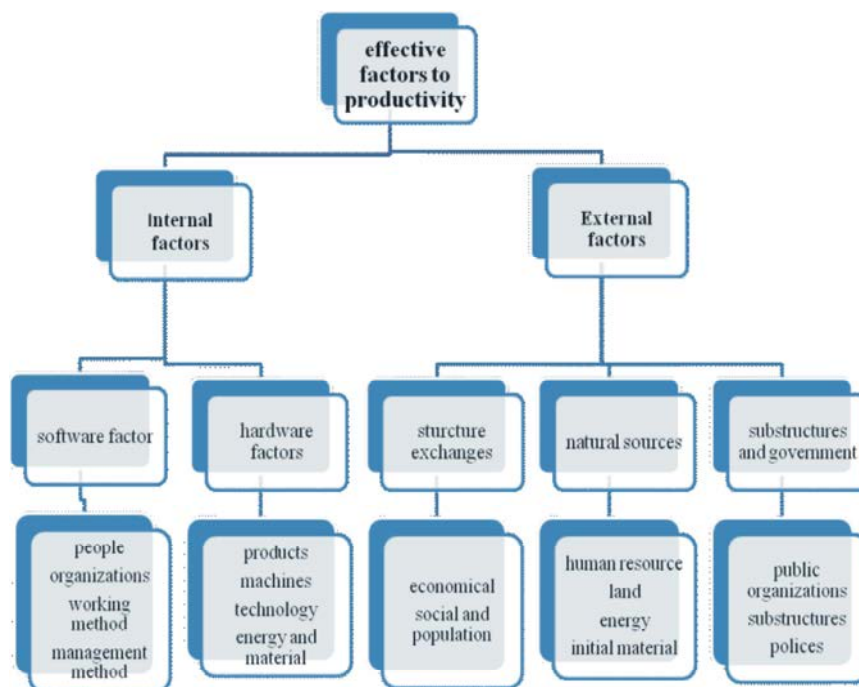 effective
factors to
productivity
Internal
factors
External
factors
software factor
hardware
factors
sturcture
exchanges
natural sources
substructures
and government
people
organizations
working
method
management
method
products
machines
technology
energy and
material
economical
social and
population
human resource
land
energy
initial material
public
organizations
substructures
polices